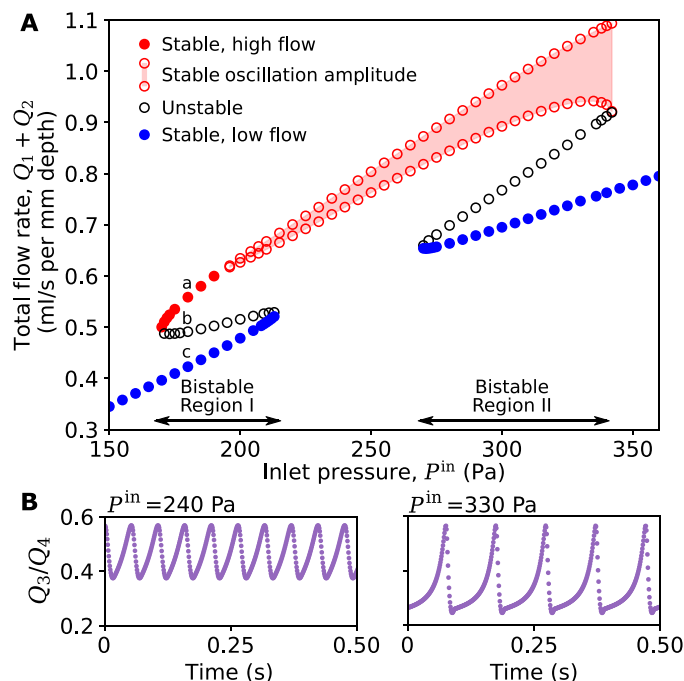 A
Total flow rate, Q₁ + Q₂
(ml/s per mm depth)
1.1
1.0
0.9
0.8
0.7
0.6
0.5
0.4
0.3
Stable, high flow
Stable oscillation amplitude
Unstable
Stable, low flow
a
b
c
Bistable
Region I
Bistable
Region II
150
200
250
300
350
Inlet pressure, Pⁱⁿ (Pa)
B
Pⁱⁿ =240 Pa
Pⁱⁿ =330 Pa
Q₃/Q₄
0.6
0.4
0.2
0
0.25
0.50
0
0.25
0.50
Time (s)
Time (s)